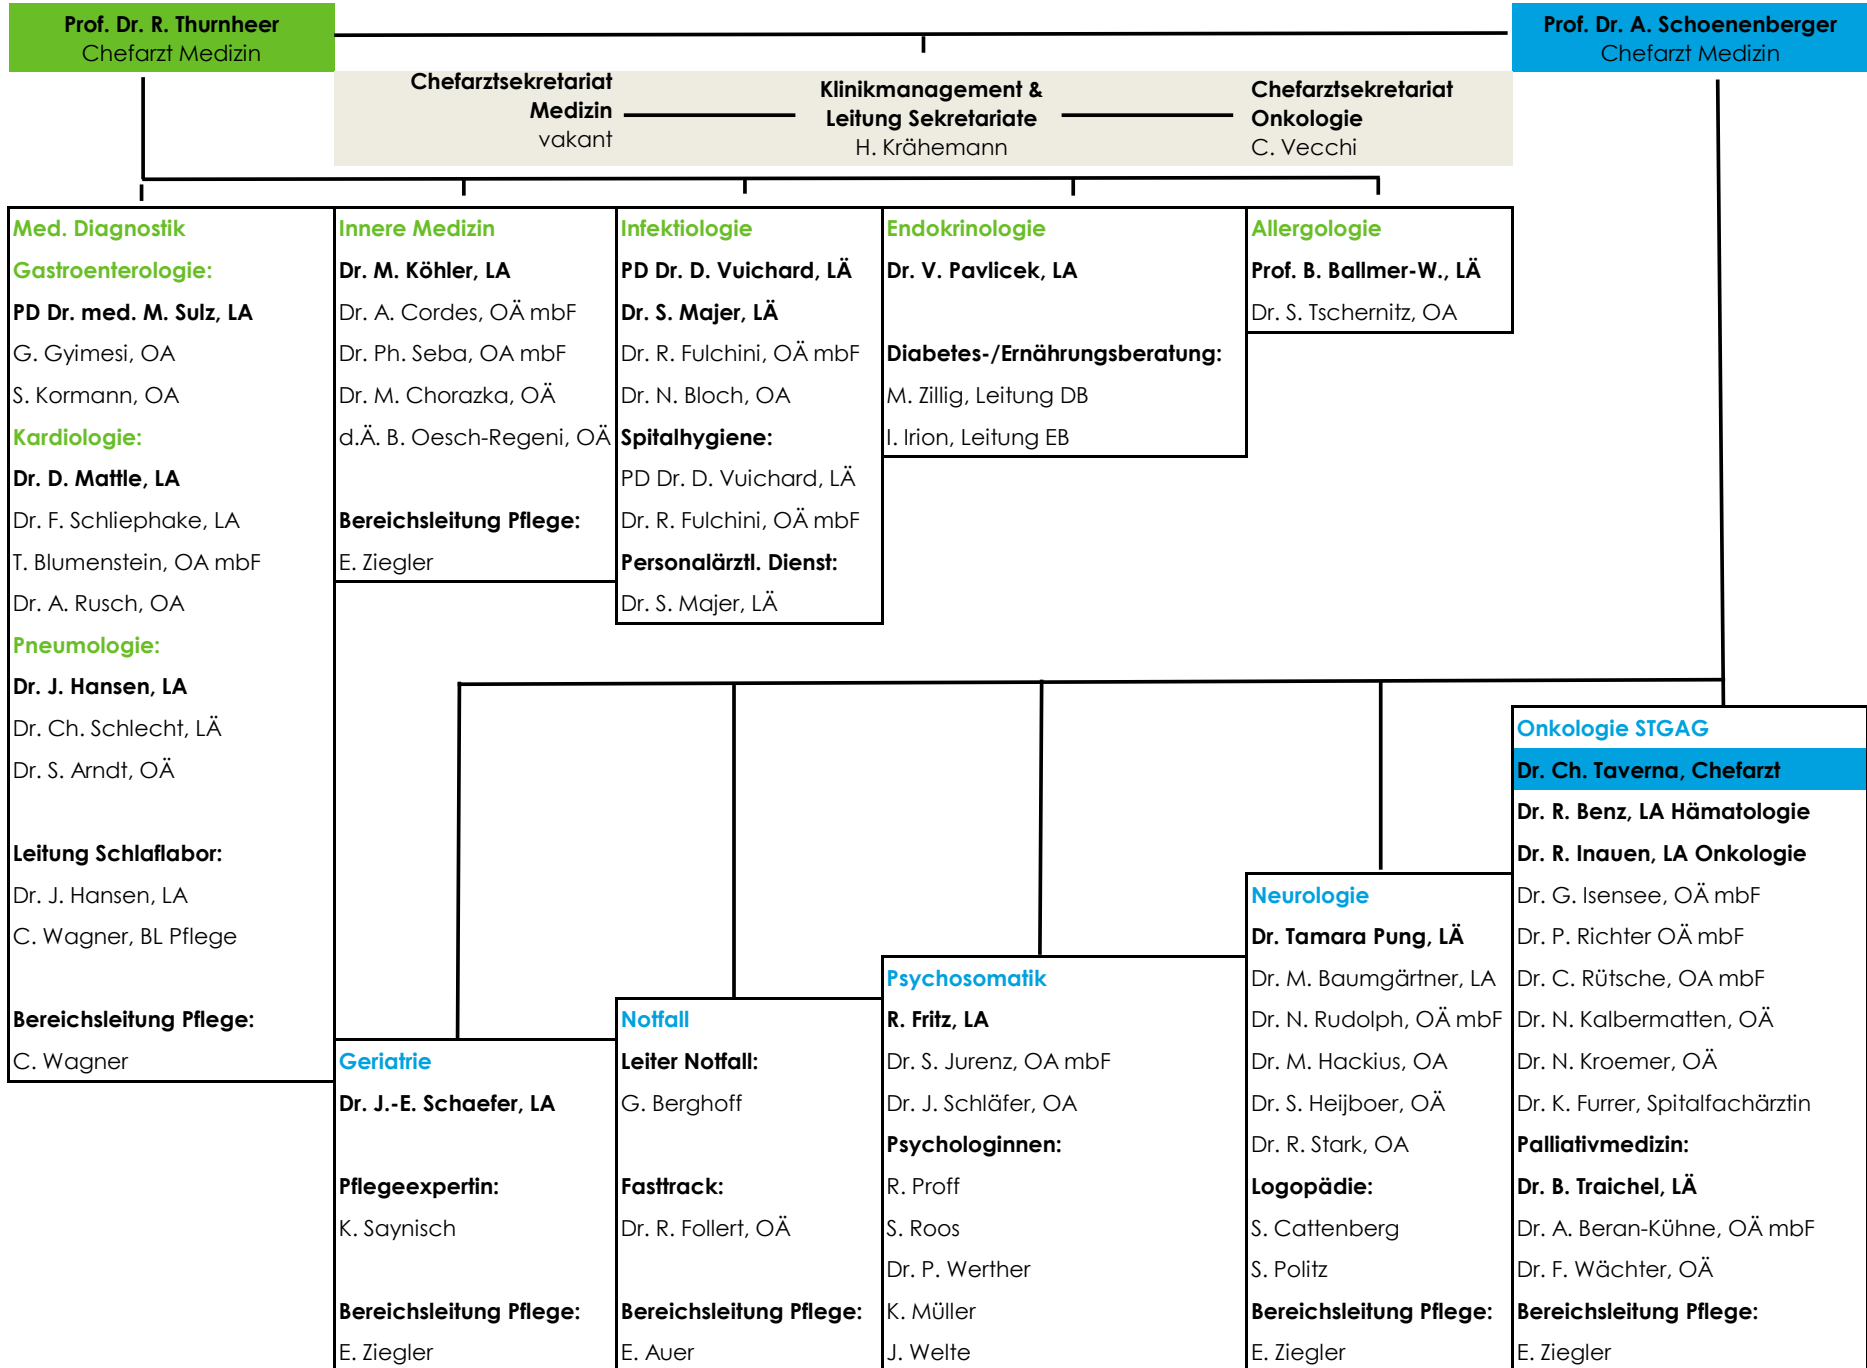 Prof. Dr. R. Thurnheer
Chefarzt Medizin
Prof. Dr. A. Schoenenberger
Chefarzt Medizin
Chefarztsekretariat
Medizin
vakant
Klinikmanagement &
Leitung Sekretariate
H. Krähemann
Chefarztsekretariat
Onkologie
C. Vecchi
Med. Diagnostik
Gastroenterologie:
PD Dr. med. M. Sulz, LA
G. Gyimesi, OA
S. Kormann, OA
Kardiologie:
Dr. D. Mattle, LA
Dr. F. Schliephake, LA
T. Blumenstein, OA mbF
Dr. A. Rusch, OA
Pneumologie:
Dr. J. Hansen, LA
Dr. Ch. Schlecht, LÄ
Dr. S. Arndt, OÄ
Leitung Schlaflabor:
Dr. J. Hansen, LA
C. Wagner, BL Pflege
Bereichsleitung Pflege:
C. Wagner
Innere Medizin
Dr. M. Köhler, LA
Dr. A. Cordes, OÄ mbF
Dr. Ph. Seba, OA mbF
Dr. M. Chorazka, OÄ
d.Ä. B. Oesch-Regeni, OÄ
Bereichsleitung Pflege:
E. Ziegler
Infektiologie
PD Dr. D. Vuichard, LÄ
Dr. S. Majer, LÄ
Dr. R. Fulchini, OÄ mbF
Dr. N. Bloch, OA
Spitalhygiene:
PD Dr. D. Vuichard, LÄ
Dr. R. Fulchini, OÄ mbF
Personalärztl. Dienst:
Dr. S. Majer, LÄ
Endokrinologie
Dr. V. Pavlicek, LA
Diabetes-/Ernährungsberatung:
M. Zillig, Leitung DB
I. Irion, Leitung EB
Allergologie
Prof. B. Ballmer-W., LÄ
Dr. S. Tschernitz, OA
Geriatrie
Dr. J.-E. Schaefer, LA
Pflegeexpertin:
K. Saynisch
Bereichsleitung Pflege:
E. Ziegler
Notfall
Leiter Notfall:
G. Berghoff
Fasttrack:
Dr. R. Follert, OÄ
Bereichsleitung Pflege:
E. Auer
Psychosomatik
R. Fritz, LA
Dr. S. Jurenz, OA mbF
Dr. J. Schläfer, OA
Psychologinnen:
R. Proff
S. Roos
Dr. P. Werther
K. Müller
J. Welte
Neurologie
Dr. Tamara Pung, LÄ
Dr. M. Baumgärtner, LA
Dr. N. Rudolph, OÄ mbF
Dr. M. Hackius, OA
Dr. S. Heijboer, OÄ
Dr. R. Stark, OA
Logopädie:
S. Cattenberg
S. Politz
Bereichsleitung Pflege:
E. Ziegler
Onkologie STGAG
Dr. Ch. Taverna, Chefarzt
Dr. R. Benz, LA Hämatologie
Dr. R. Inauen, LA Onkologie
Dr. G. Isensee, OÄ mbF
Dr. P. Richter OÄ mbF
Dr. C. Rütsche, OA mbF
Dr. N. Kalbermatten, OÄ
Dr. N. Kroemer, OÄ
Dr. K. Furrer, Spitalfachärztin
Palliativmedizin:
Dr. B. Traichel, LÄ
Dr. A. Beran-Kühne, OÄ mbF
Dr. F. Wächter, OÄ
Bereichsleitung Pflege:
E. Ziegler